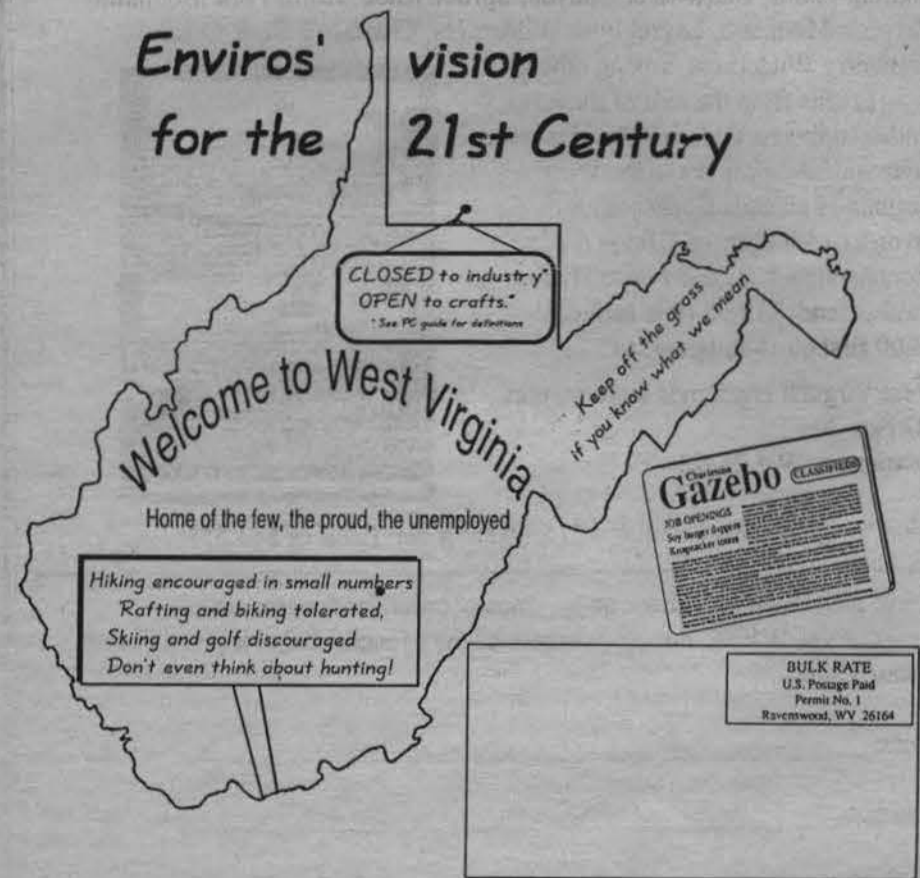 Enviros' vision
for the 21st Century
CLOSED to industry*
OPEN to crafts.*
* See PC guide for definitions
Welcome to West Virginia
Home of the few, the proud, the unemployed
... Keep off the grass
if you know what we mean
Hiking encouraged in small numbers
Rafting and biking tolerated,
Skiing and golf discouraged
Don't even think about hunting!
Charleston
Gazebo CLASSIFIEDS
JOB OPENINGS
Soy burger flippers
BULK RATE
U.S. Postage Paid
Permit No. 1
Ravenswood, WV 26164